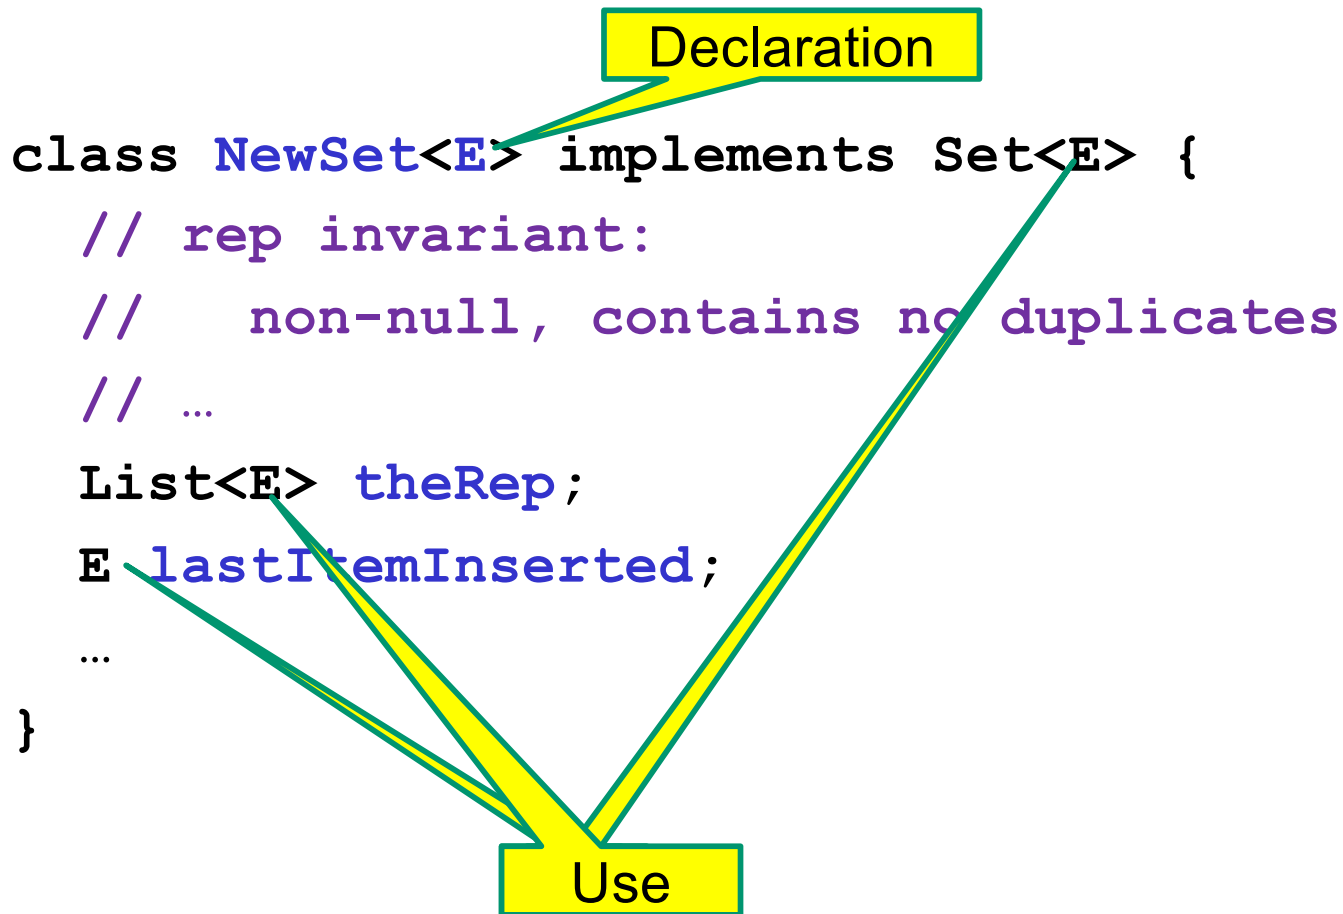 Declaration
class NewSet<E> implements Set<E> {
// rep invariant:
//   non-null, contains no duplicates
// …
List<E> theRep;
E lastItemInserted;
…
}
Use